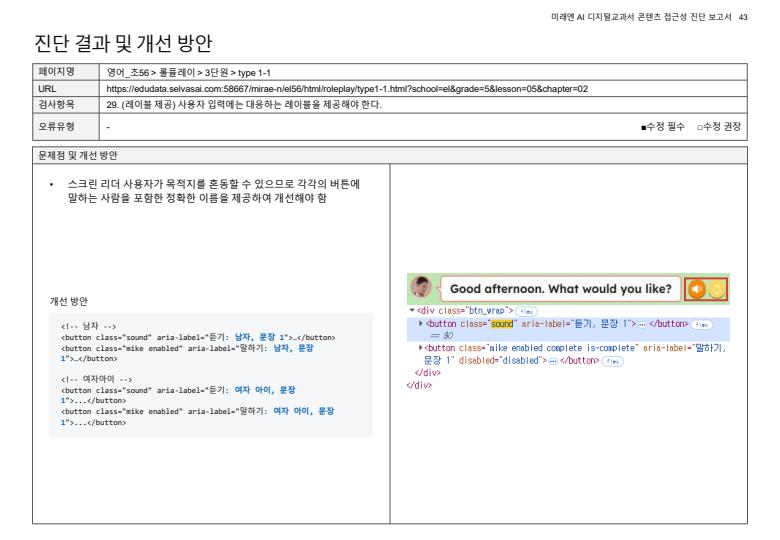 미래엔 AI 디지털교과서 콘텐츠 접근성 진단 보고서 43
진단 결과 및 개선 방안
페이지명 영어_초56 > 롤플레이 > 3단원 > type 1-1
URL https://edudata.selvasai.com:58667/mirae-n/el56/html/roleplay/type1-1.html?school=el&grade=5&lesson=05&chapter=02
검사항목 29. (레이블 제공) 사용자 입력에는 대응하는 레이블을 제공해야 한다.
오류유형 - ■수정 필수 □수정 권장
문제점 및 개선 방안
• 스크린 리더 사용자가 목적지를 혼동할 수 있으므로 각각의 버튼에
말하는 사람을 포함한 정확한 이름을 제공하여 개선해야 함
개선 방안
<!-- 남자 -->
<button class="sound" aria-label="듣기: 남자, 문장 1">…</button>
<button class="mike enabled" aria-label="말하기: 남자, 문장
1">…</button>
<!-- 여자아이 -->
<button class="sound" aria-label="듣기: 여자 아이, 문장
1">...</button>
<button class="mike enabled" aria-label="말하기: 여자 아이, 문장
1">...</button>
Good afternoon. What would you like?
▼<div class="btn_wrap"> flex
▶<button class="sound" aria-label="듣기, 문장 1">…</button> flex
== $0
▶<button class="mike enabled complete is-complete" aria-label="말하기,
문장 1" disabled="disabled">…</button> flex
</div>
</div>